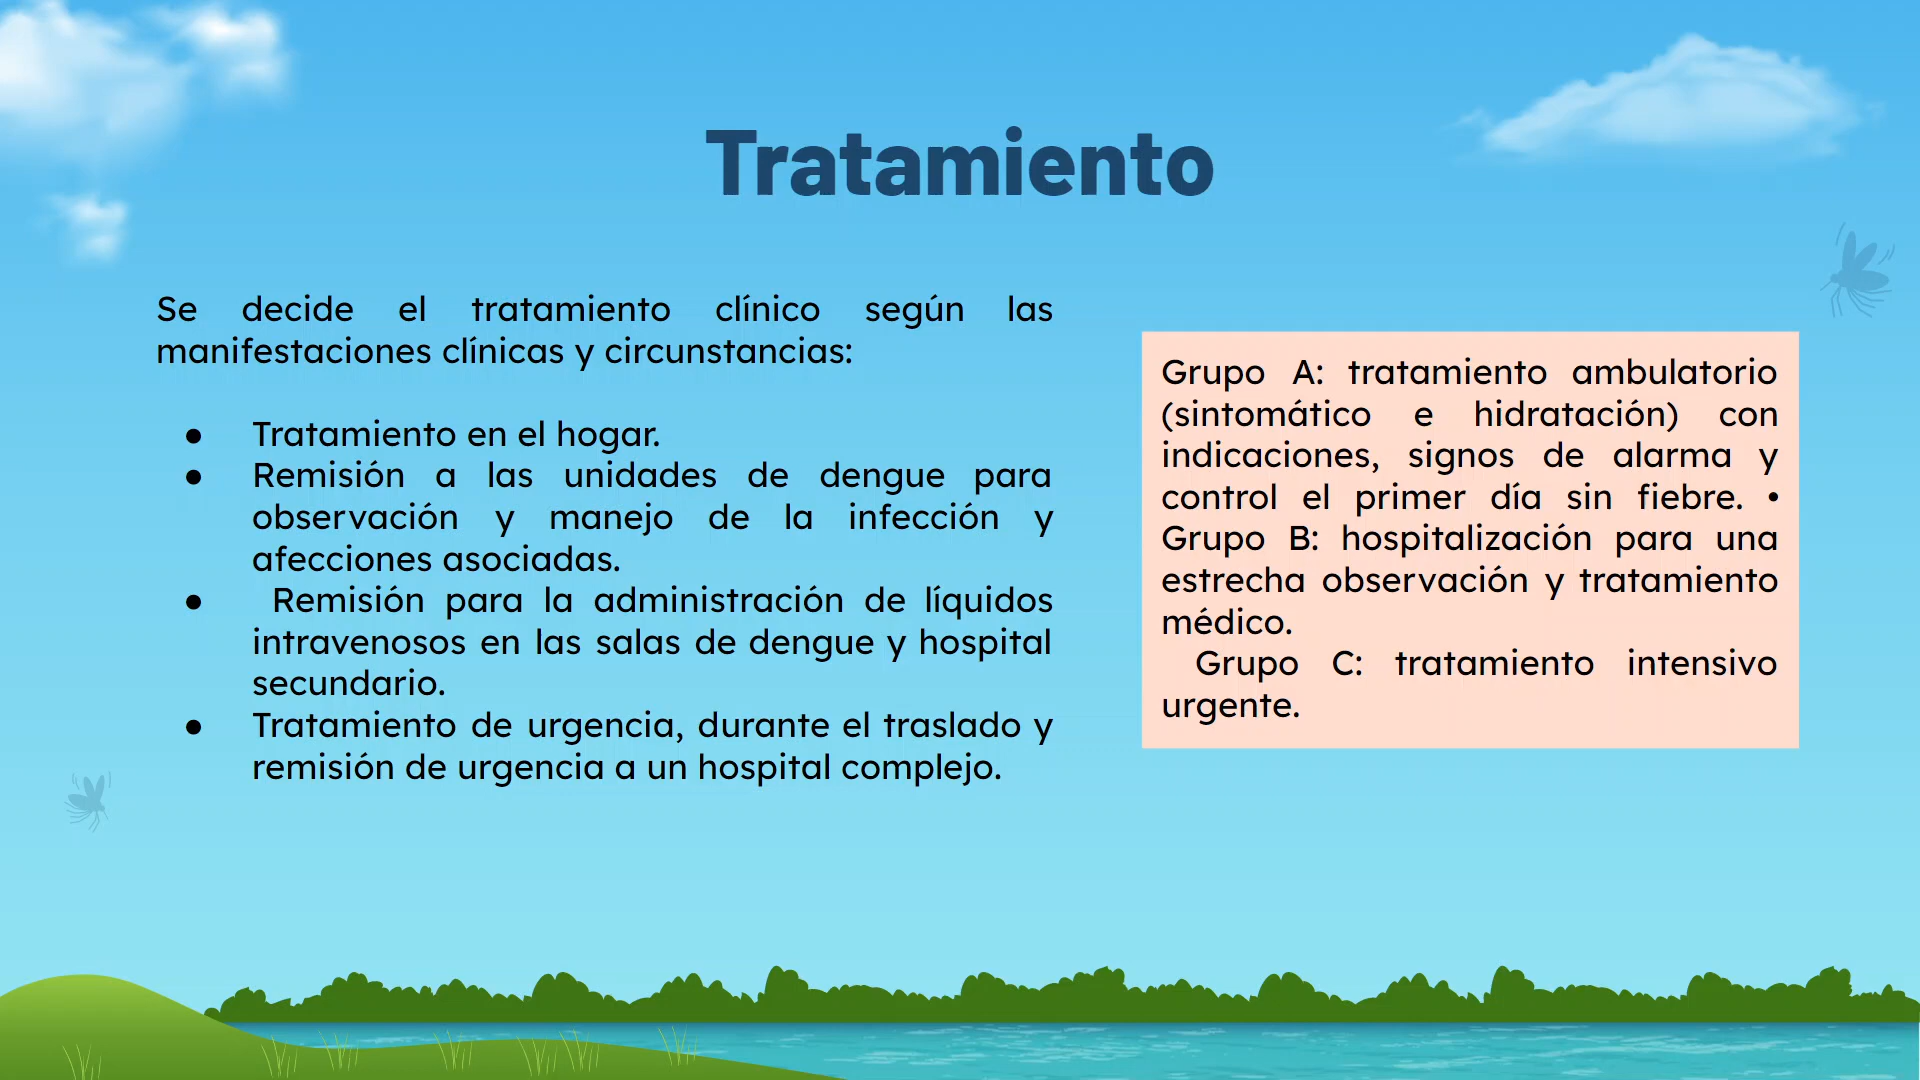 Tratamiento
Se decide el tratamiento clínico según las
manifestaciones clínicas y circunstancias:
● Tratamiento en el hogar.
● Remisión a las unidades de dengue para
observación y manejo de la infección y
afecciones asociadas.
● Remisión para la administración de líquidos
intravenosos en las salas de dengue y hospital
secundario.
● Tratamiento de urgencia, durante el traslado y
remisión de urgencia a un hospital complejo.
Grupo A: tratamiento ambulatorio
(sintomático e hidratación) con
indicaciones, signos de alarma y
control el primer día sin fiebre. •
Grupo B: hospitalización para una
estrecha observación y tratamiento
médico.
Grupo C: tratamiento intensivo
urgente.